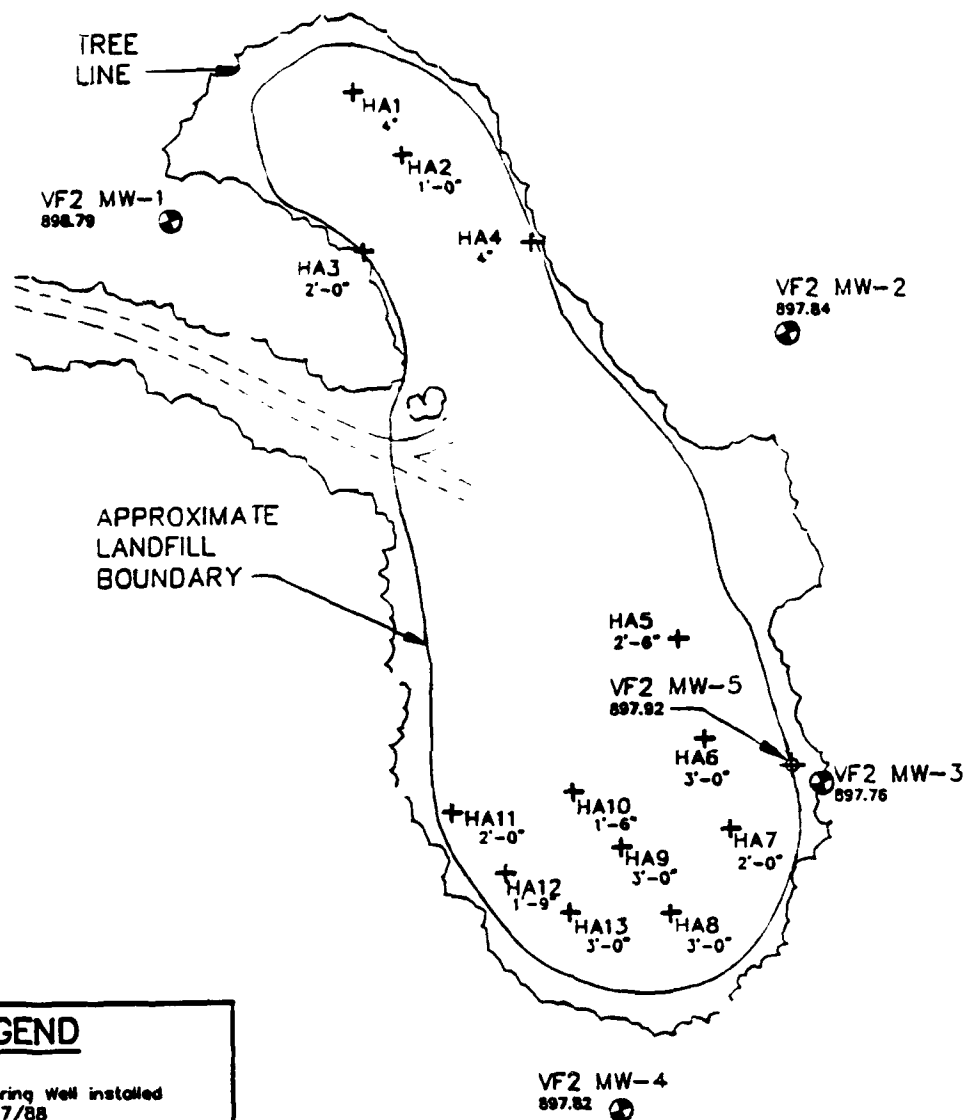 TREE
LINE
HA1
4"
HA2
1'-0"
VF2 MW-1
898.79
HA4
4"
HA3
2'-0"
VF2 MW-2
897.84
13
APPROXIMATE
LANDFILL
BOUNDARY
HA5
2'-6"
VF2 MW-5
897.92
HA6
3'-0"
VF2 MW-3
897.76
HA11
2'-0"
HA10
1'-6"
HA7
2'-0"
HA9
3'-0"
HA12
1'-9"
HA13
3'-0"
HA8
3'-0"
GEND
ring Well installed
7/88
VF2 MW-4
897.82